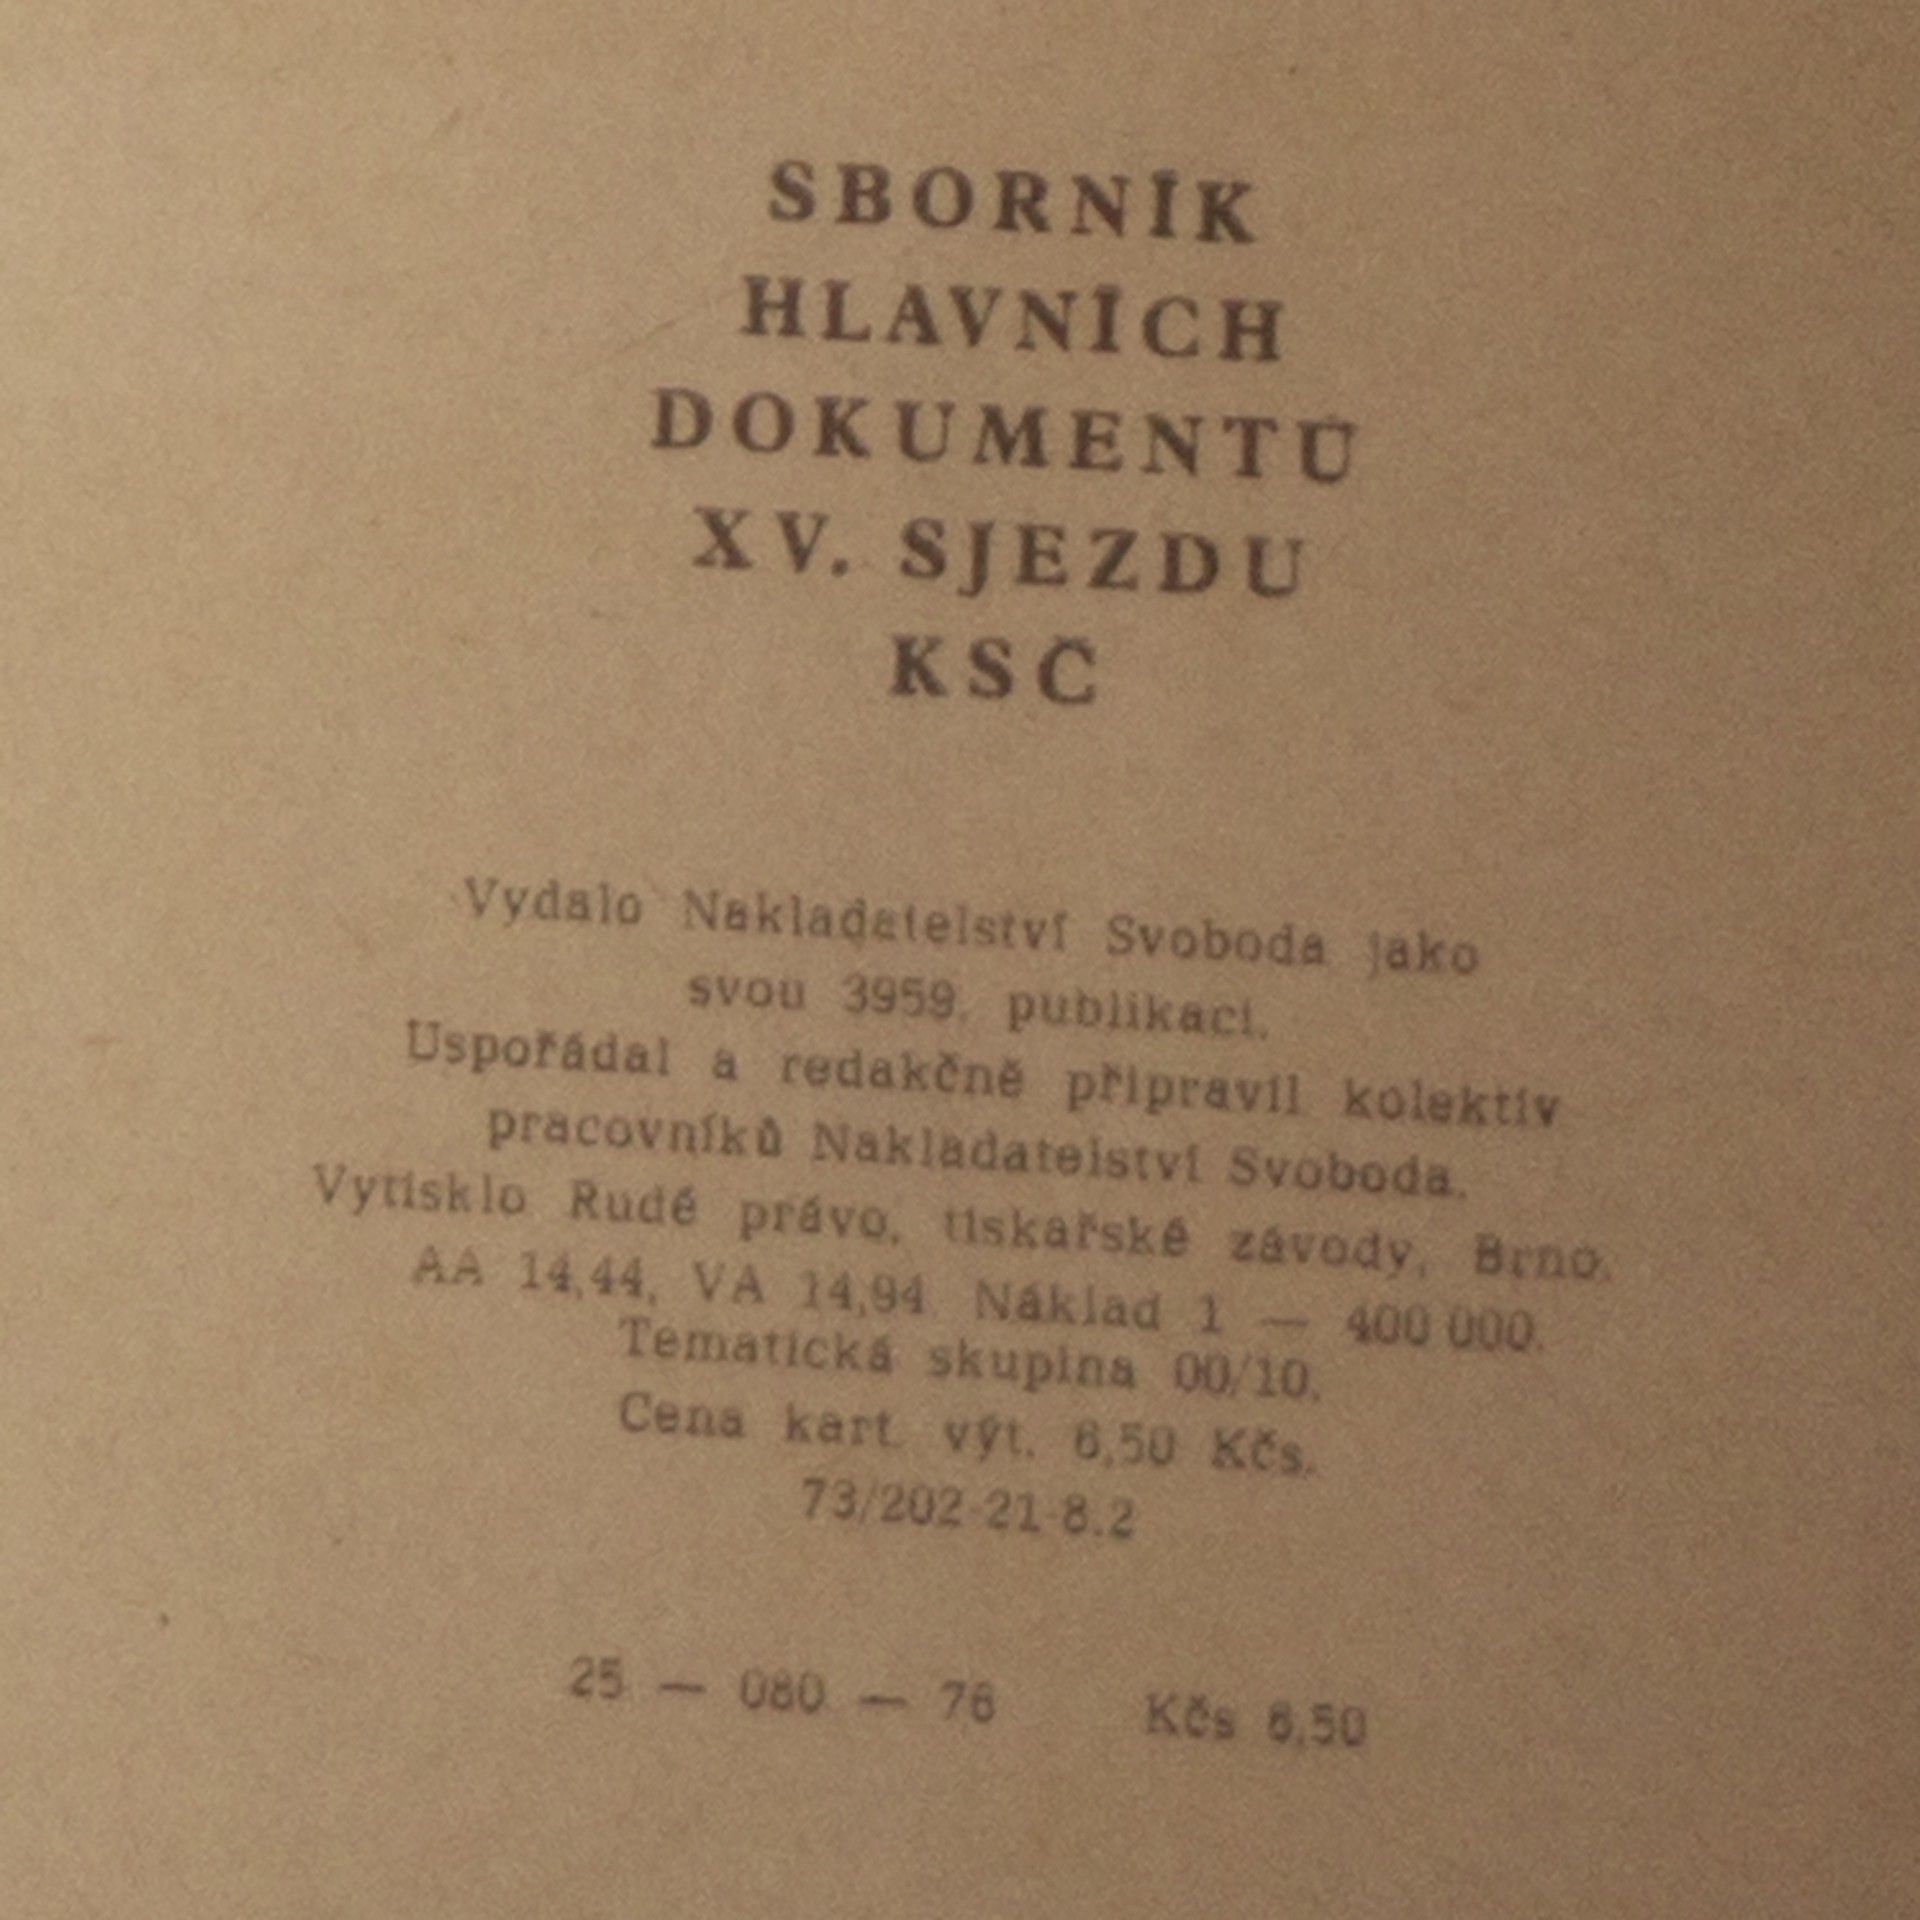 SBORNÍK
HLAVNÍCH
DOKUMENTŮ
XV. SJEZDU
KSČ
Vydalo Nakladatelství Svoboda jako
svou 3959. publikaci.
Uspořádal a redakčně připravil kolektiv
pracovníků Nakladatelství Svoboda.
Vytisklo Rudé právo, tiskařské závody, Brno.
AA 14,44, VA 14,94. Náklad 1 — 400 000.
Tematická skupina 00/10.
Cena kart. výt. 6,50 Kčs.
73/202-21-8.2
25 — 080 — 76 Kčs 6,50